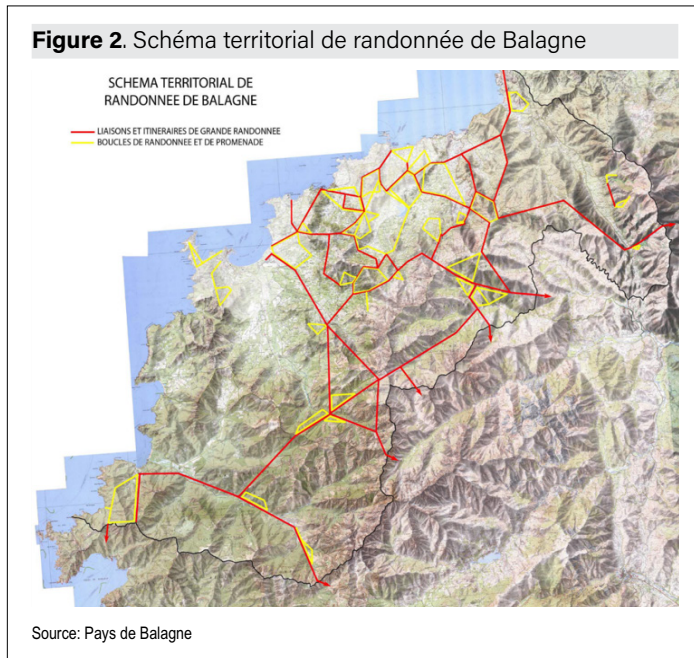 Figure 2. Schéma territorial de randonnée de Balagne
SCHEMA TERRITORIAL DE
RANDONNEE DE BALAGNE
LIAISONS ET ITINERAIRES DE GRANDE RANDONNEE
BOUCLES DE RANDONNEE ET DE PROMENADE
Source: Pays de Balagne